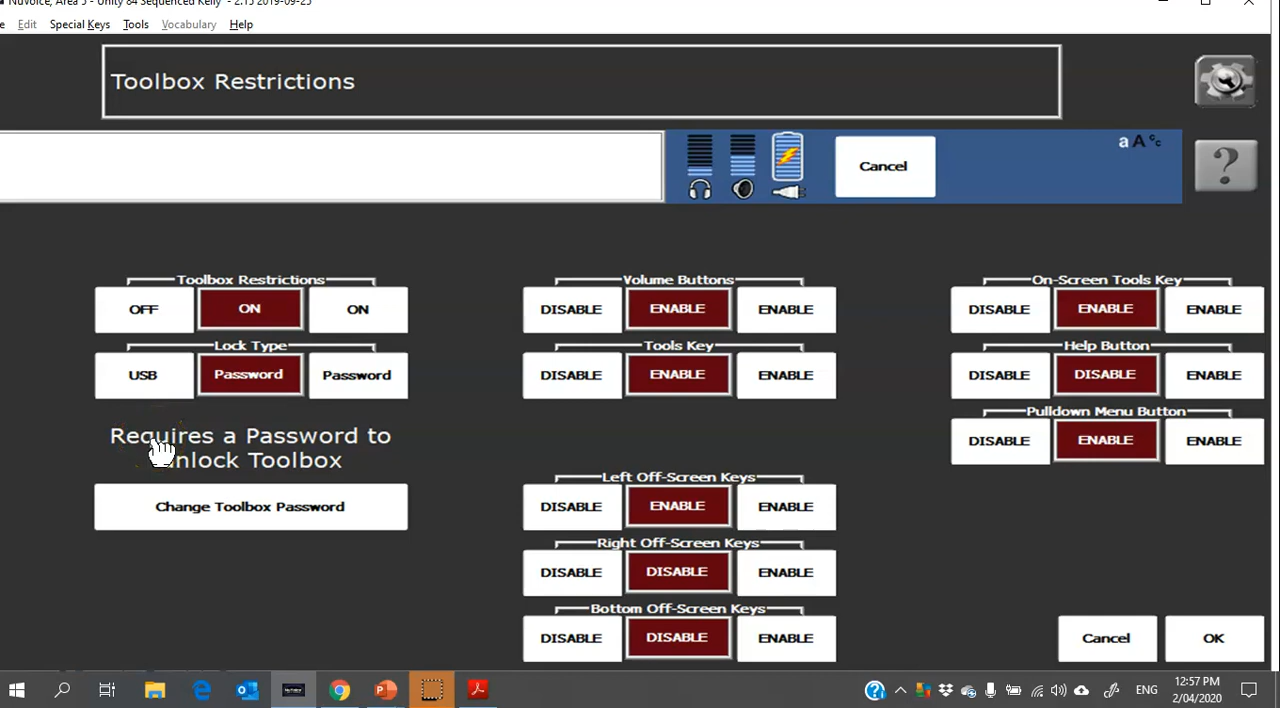 NuVoice, Area 5 - Unity 84 Sequenced Kelly - 2.15 2019-09-25
e Edit Special Keys Tools Vocabulary Help
Toolbox Restrictions
a A c c
Cancel
?
Toolbox Restrictions
OFF ON ON
Lock Type
USB Password Password
Requires a Password to
nlock Toolbox
Change Toolbox Password
Volume Buttons
DISABLE ENABLE ENABLE
Tools Key
DISABLE ENABLE ENABLE
Left Off-Screen Keys
DISABLE ENABLE ENABLE
Right Off-Screen Keys
DISABLE DISABLE ENABLE
Bottom Off-Screen Keys
DISABLE DISABLE ENABLE
On-Screen Tools Key
DISABLE ENABLE ENABLE
Help Button
DISABLE DISABLE ENABLE
Pulldown Menu Button
DISABLE ENABLE ENABLE
Cancel OK
ENG
12:57 PM
2/04/2020